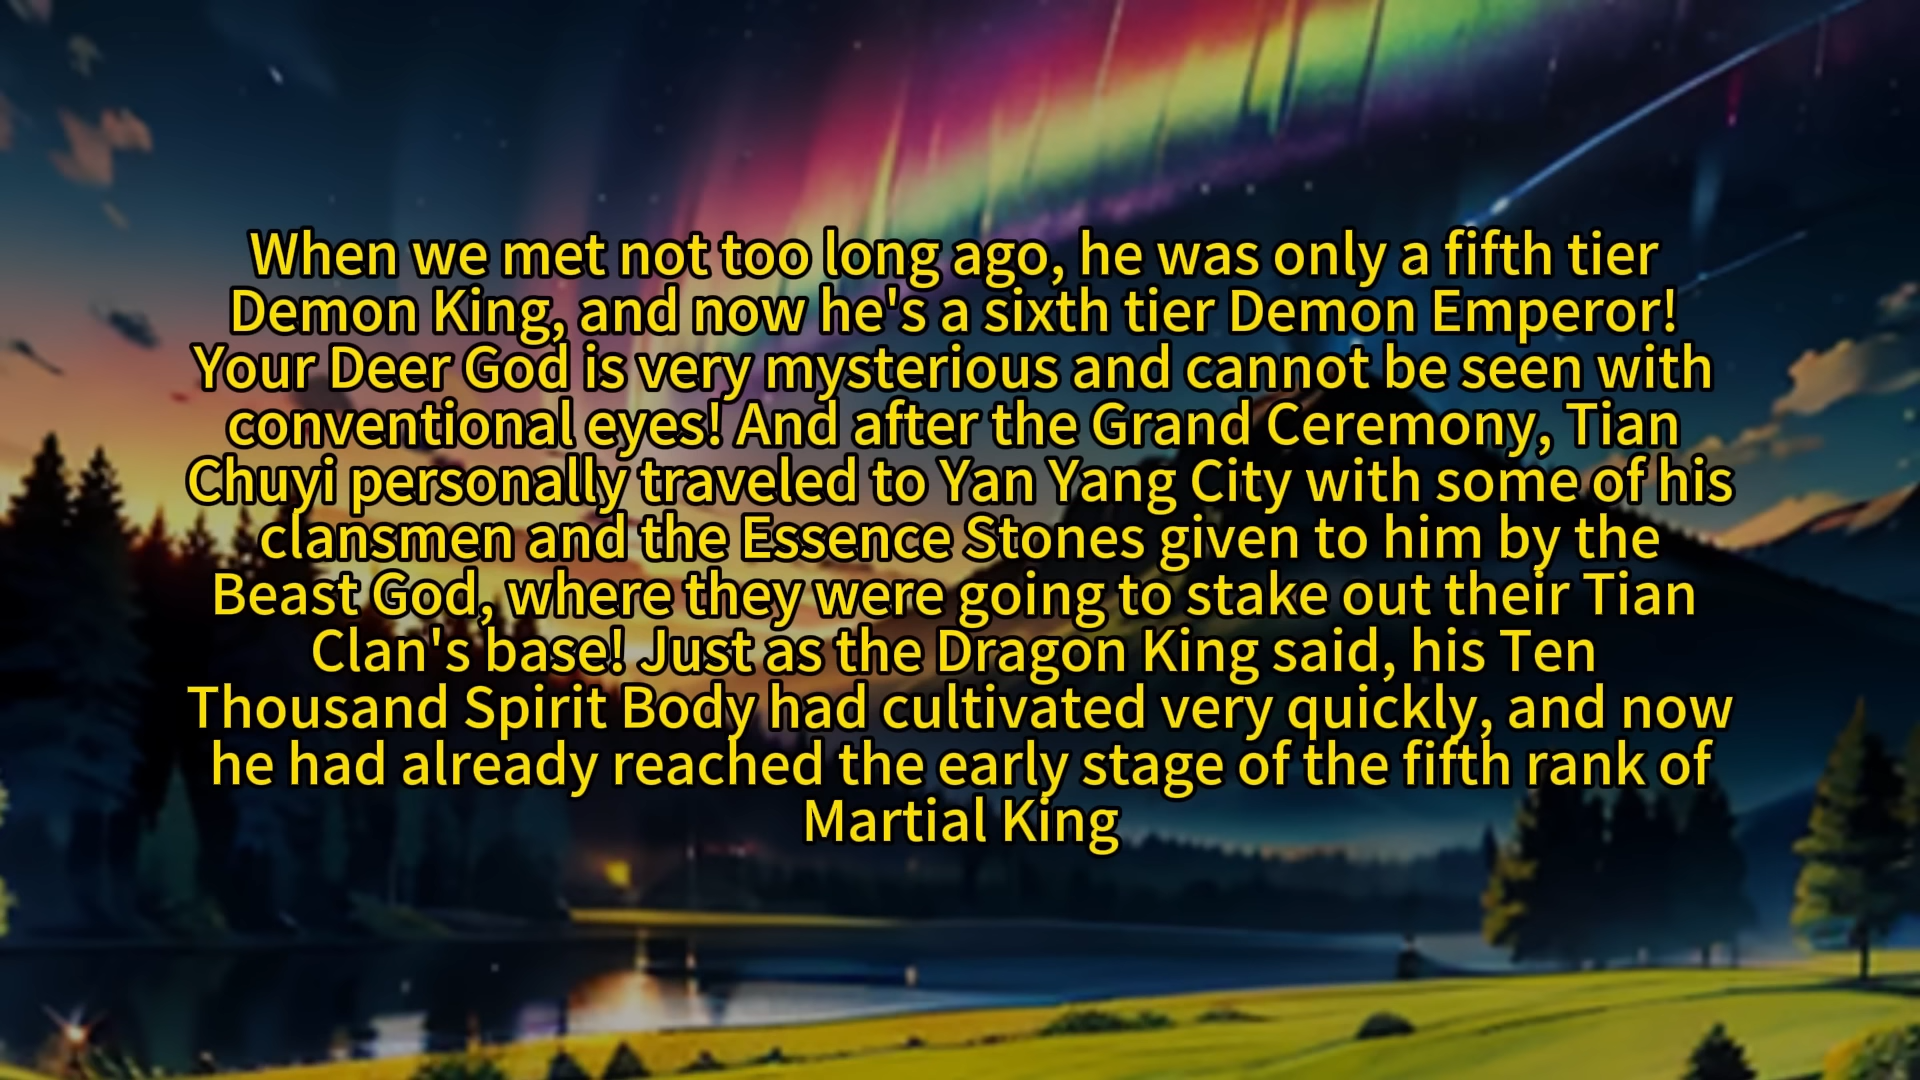 When we met not too long ago, he was only a fifth tier
Demon King, and now he's a sixth tier Demon Emperor!
Your Deer God is very mysterious and cannot be seen with
conventional eyes! And after the Grand Ceremony, Tian
Chuyi personally traveled to Yan Yang City with some of his
clansmen and the Essence Stones given to him by the
Beast God, where they were going to stake out their Tian
Clan's base! Just as the Dragon King said, his Ten
Thousand Spirit Body had cultivated very quickly, and now
he had already reached the early stage of the fifth rank of
Martial King